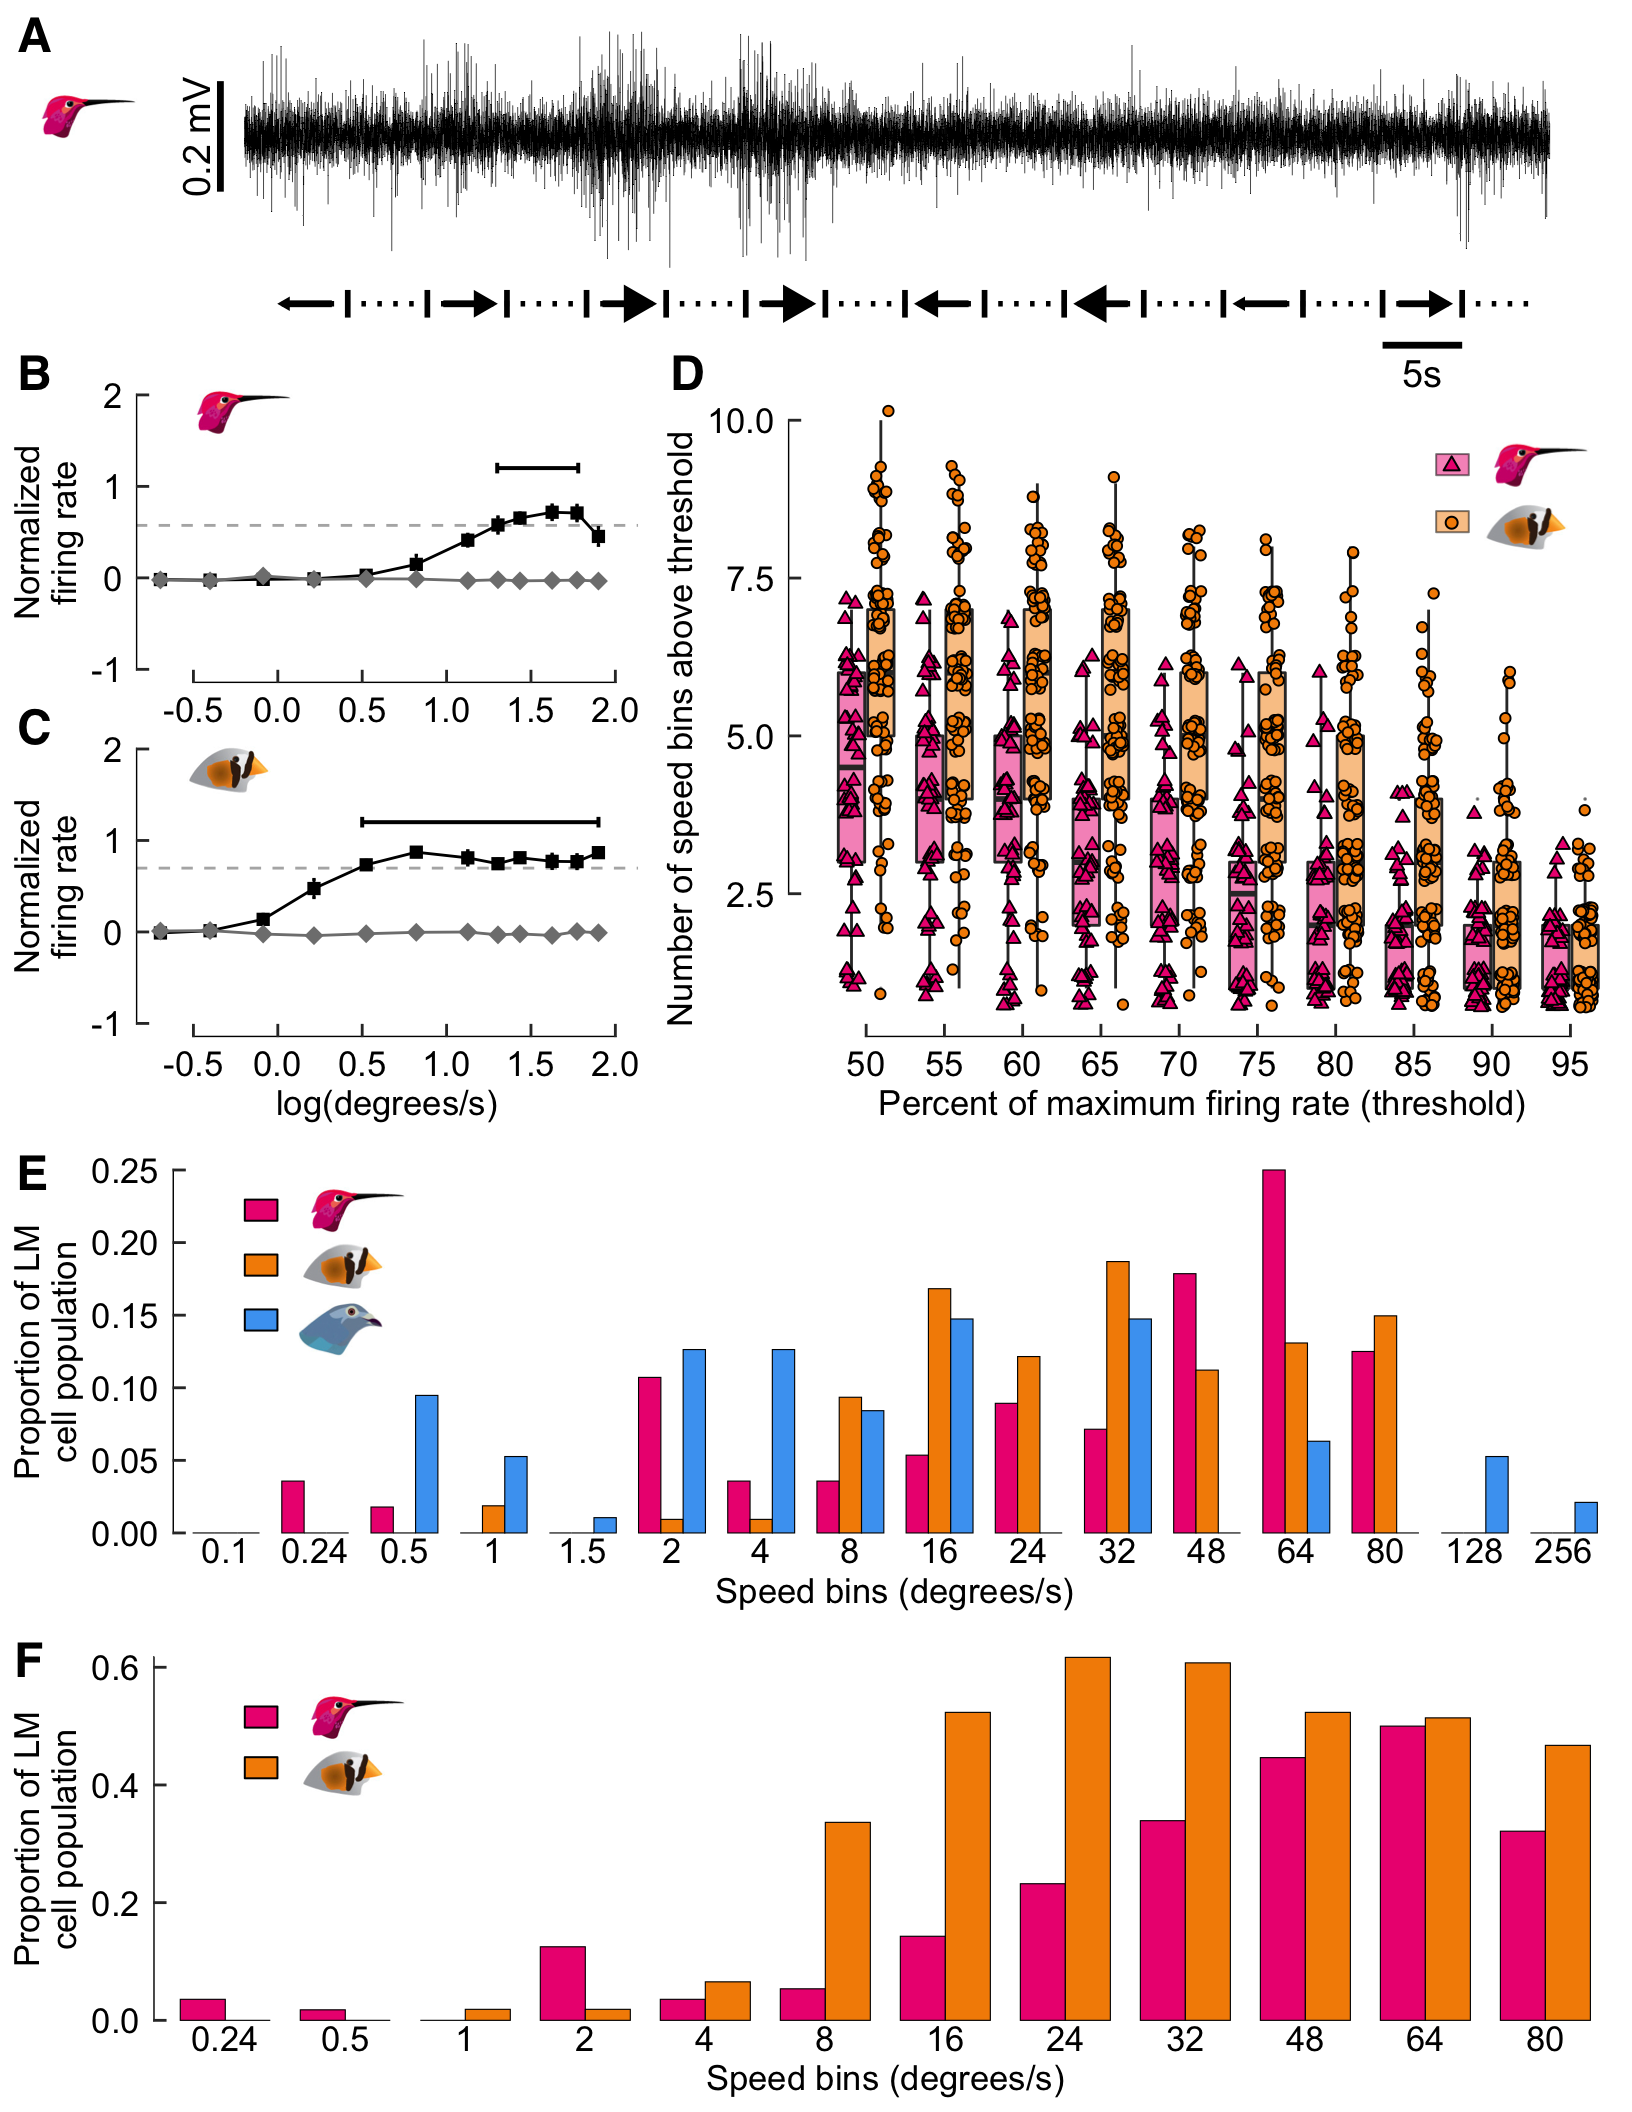 A
0.2 mV
5s
B
2
1
0
-1
Normalized
firing rate
-0.5 0.0 0.5 1.0 1.5 2.0
C
2
1
0
-1
Normalized
firing rate
-0.5 0.0 0.5 1.0 1.5 2.0
log(degrees/s)
D
10.0
7.5
5.0
2.5
Number of speed bins above threshold
50 55 60 65 70 75 80 85 90 95
Percent of maximum firing rate (threshold)
E
0.25
0.20
0.15
0.10
0.05
0.00
Proportion of LM
cell population
0.1 0.24 0.5 1 1.5 2 4 8 16 24 32 48 64 80 128 256
Speed bins (degrees/s)
F
0.6
0.4
0.2
0.0
Proportion of LM
cell population
0.24 0.5 1 2 4 8 16 24 32 48 64 80
Speed bins (degrees/s)